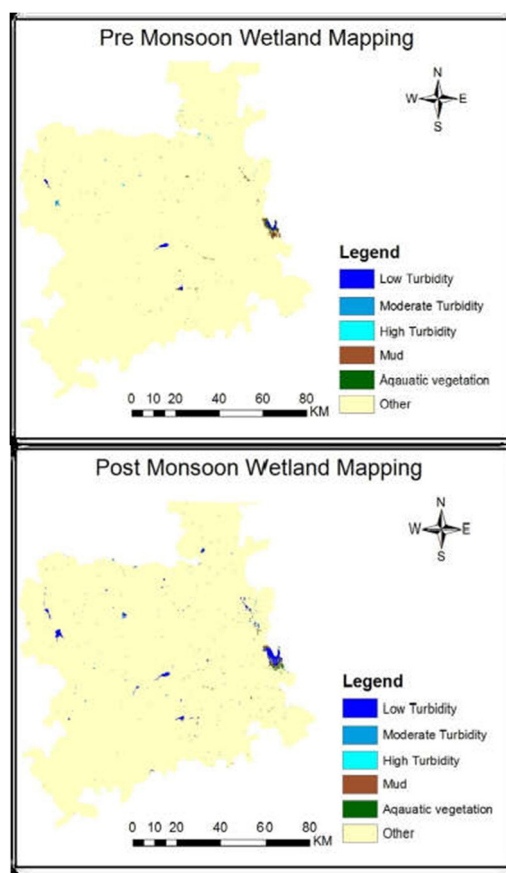 Pre Monsoon Wetland Mapping
N
W E
S
Legend
Low Turbidity
Moderate Turbidity
High Turbidity
Mud
Aqauatic vegetation
Other
0 10 20 40 60 80
KM
Post Monsoon Wetland Mapping
N
W E
S
Legend
Low Turbidity
Moderate Turbidity
High Turbidity
Mud
Aqauatic vegetation
Other
0 10 20 40 60 80
KM